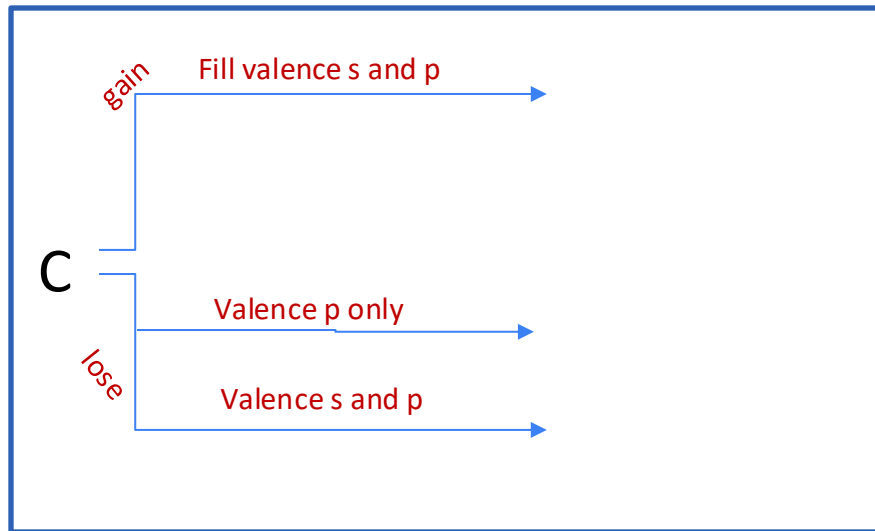 gain
Fill valence s and p
C
Valence p only
lose
Valence s and p